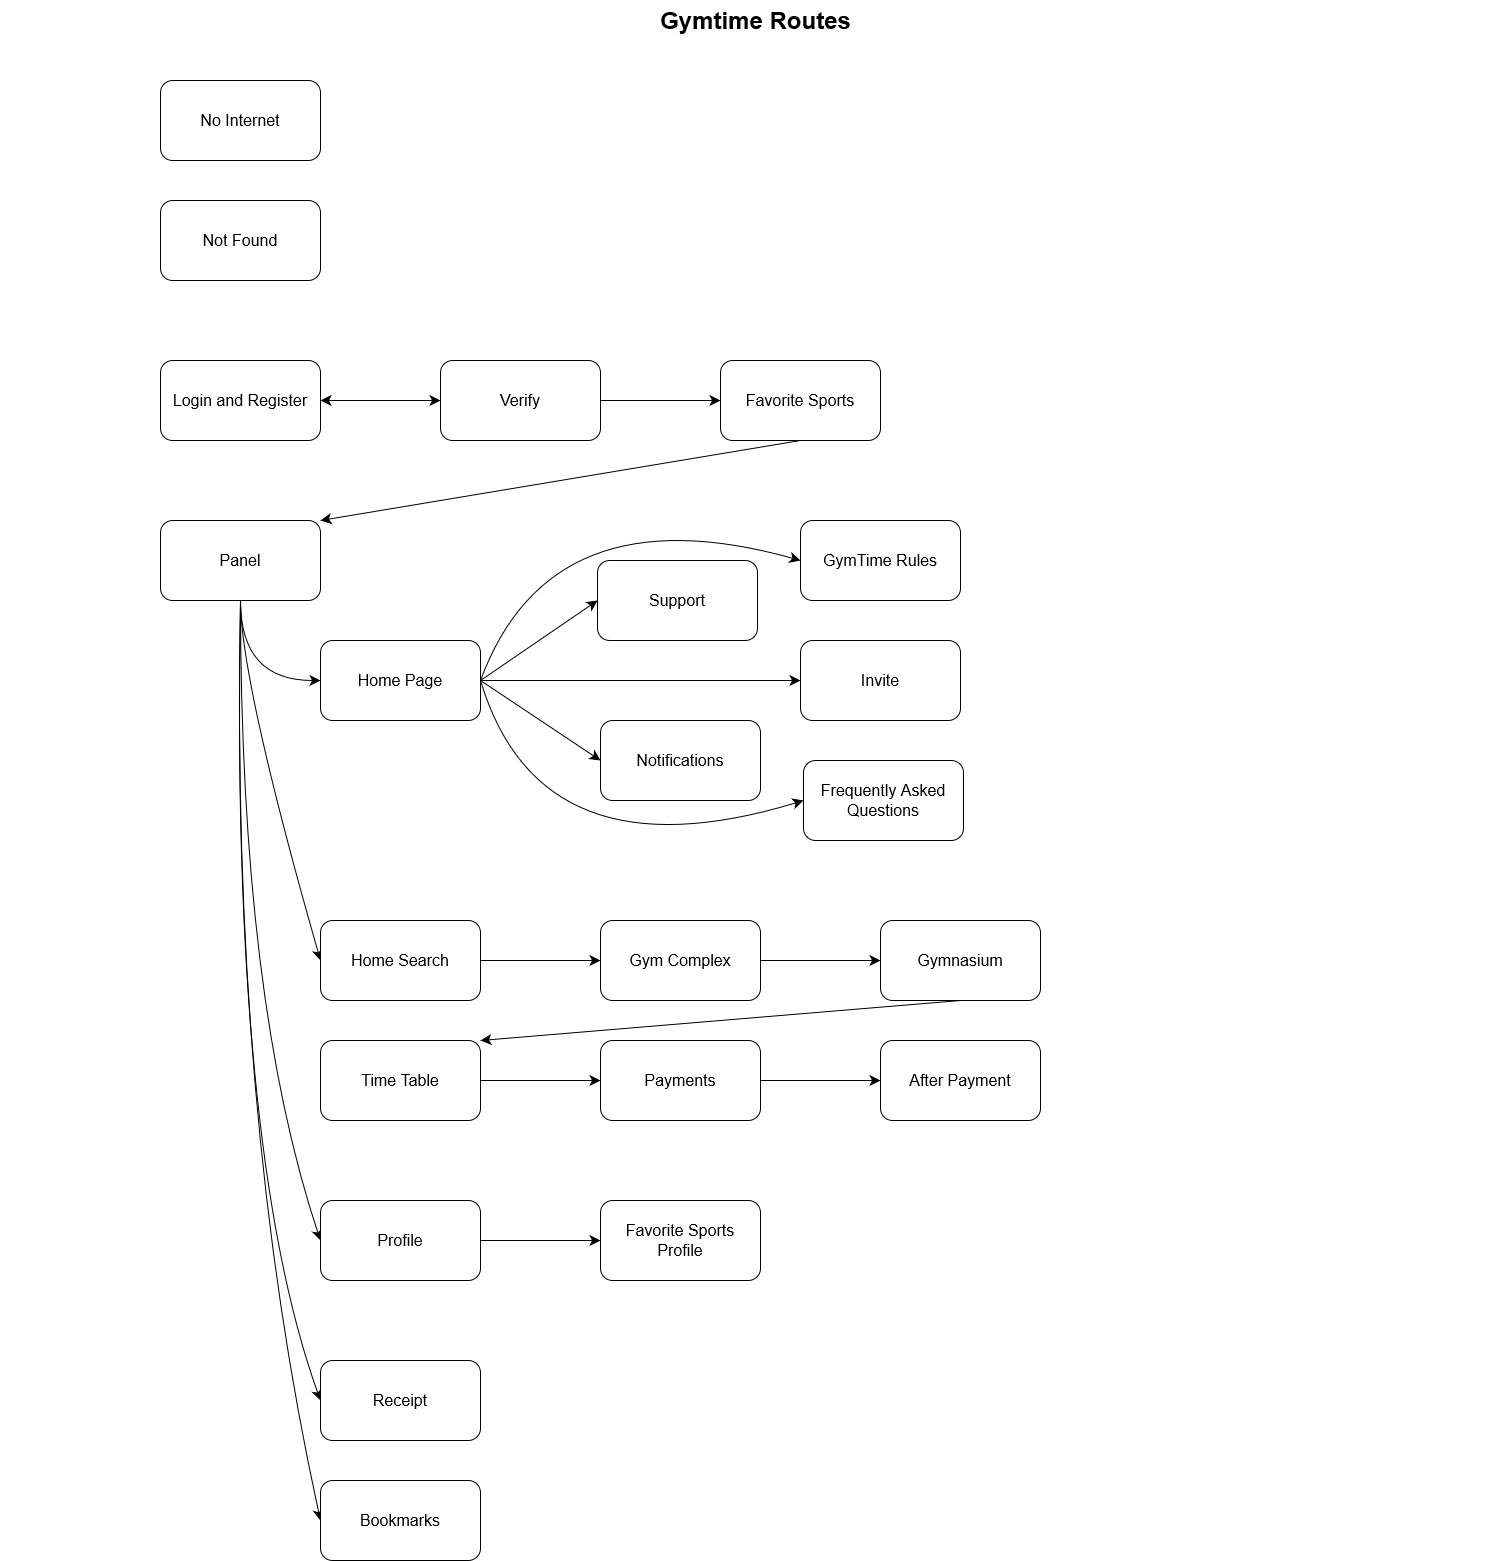 Gymtime Routes
No Internet
Not Found
Login and Register
Verify
Favorite Sports
Panel
GymTime Rules
Support
Home Page
Invite
Notifications
Frequently Asked
Questions
Home Search
Gym Complex
Gymnasium
Time Table
Payments
After Payment
Profile
Favorite Sports
Profile
Receipt
Bookmarks